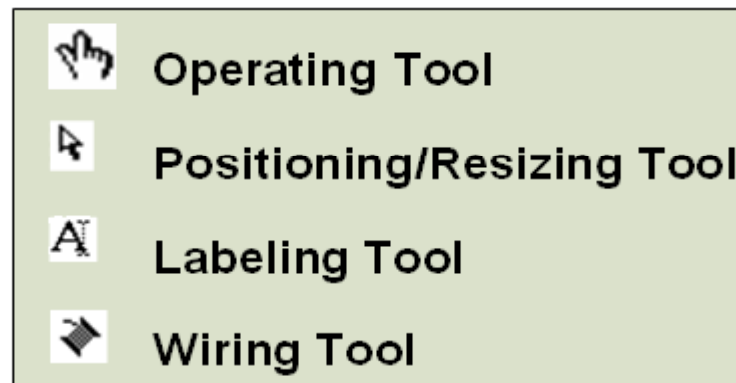 Operating Tool
Positioning/Resizing Tool
Labeling Tool
Wiring Tool